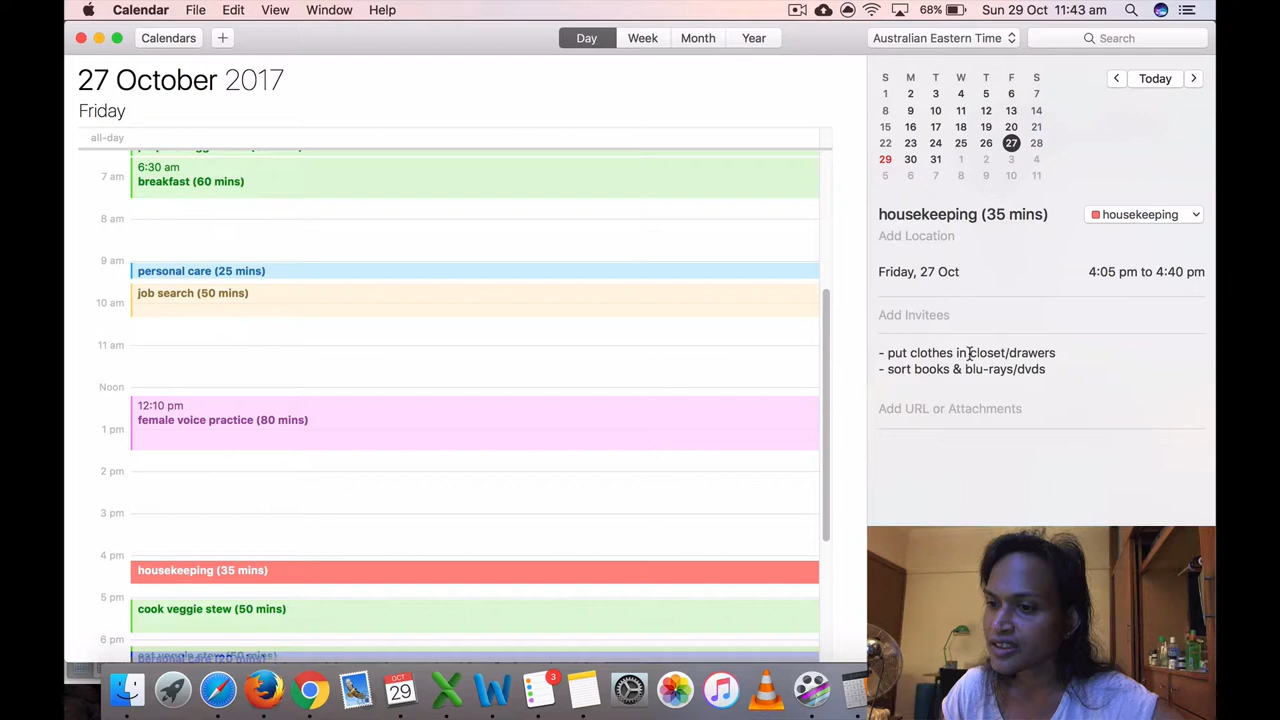 Calendar File Edit View Window Help 68% Sun 29 Oct 11:43 am
Calendars + Day Week Month Year Australian Eastern Time Search
27 October 2017
Friday
all-day
7 am
6:30 am
breakfast (60 mins)
8 am
9 am
personal care (25 mins)
job search (50 mins)
10 am
11 am
Noon
12:10 pm
female voice practice (80 mins)
1 pm
2 pm
3 pm
4 pm
housekeeping (35 mins)
5 pm
cook veggie stew (50 mins)
6 pm
S M T W T F S
1 2 3 4 5 6 7
8 9 10 11 12 13 14
15 16 17 18 19 20 21
22 23 24 25 26 27 28
29 30 31 1 2 3 4
5 6 7 8 9 10 11
Today
housekeeping (35 mins) housekeeping
Add Location
Friday, 27 Oct 4:05 pm to 4:40 pm
Add Invitees
- put clothes in closet/drawers
- sort books & blu-rays/dvds
Add URL or Attachments
OCT
29
3